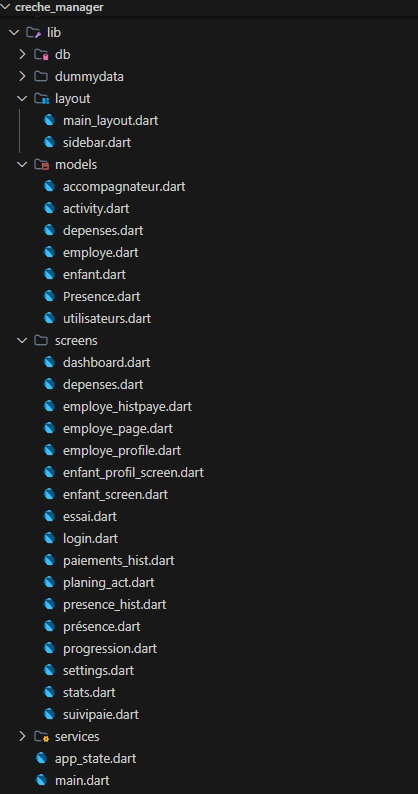 creche_manager
lib
db
dummydata
layout
main_layout.dart
sidebar.dart
models
accompagnateur.dart
activity.dart
depenses.dart
employe.dart
enfant.dart
Presence.dart
utilisateurs.dart
screens
dashboard.dart
depenses.dart
employe_histpaye.dart
employe_page.dart
employe_profile.dart
enfant_profil_screen.dart
enfant_screen.dart
essai.dart
login.dart
paiements_hist.dart
planing_act.dart
presence_hist.dart
présence.dart
progression.dart
settings.dart
stats.dart
suivipaie.dart
services
app_state.dart
main.dart